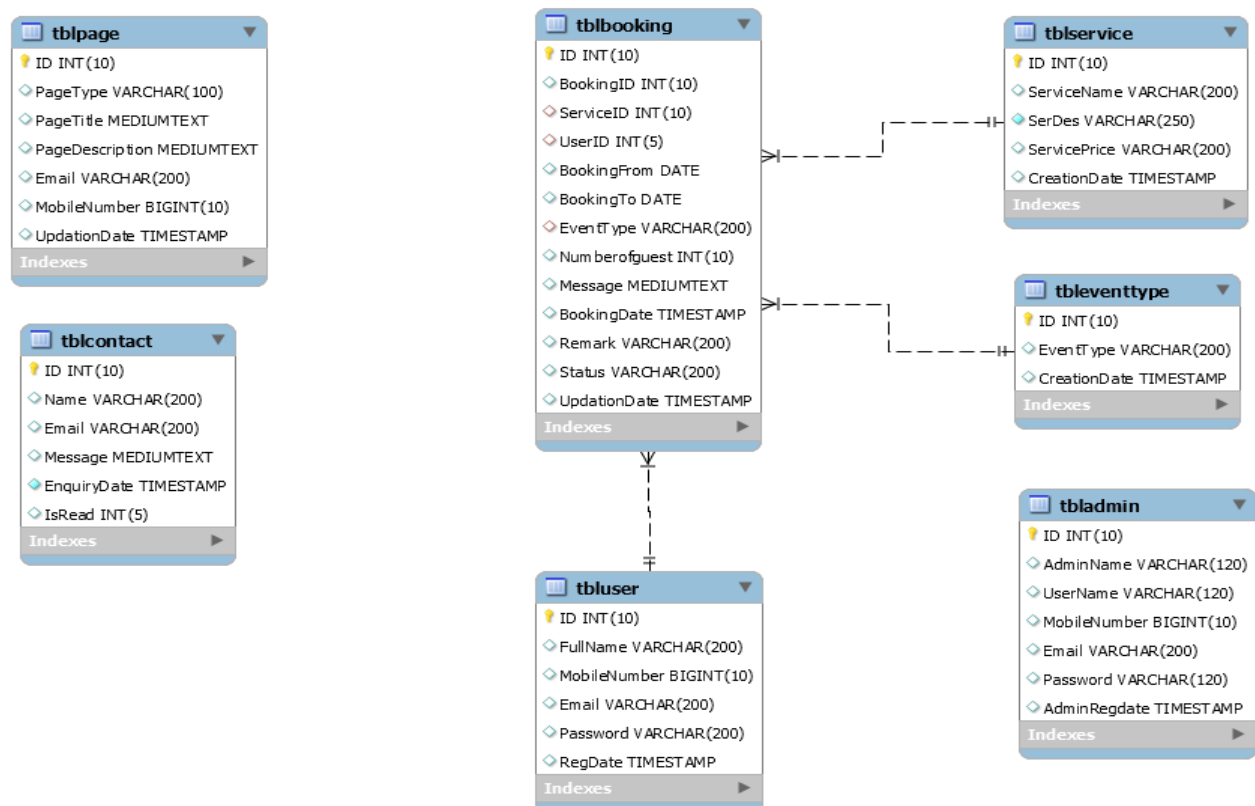 tblpage
ID INT(10)
PageType VARCHAR(100)
PageTitle MEDIUMTEXT
PageDescription MEDIUMTEXT
Email VARCHAR(200)
MobileNumber BIGINT(10)
UpdationDate TIMESTAMP
Indexes
tblcontact
ID INT(10)
Name VARCHAR(200)
Email VARCHAR(200)
Message MEDIUMTEXT
EnquiryDate TIMESTAMP
IsRead INT(5)
Indexes
tblbooking
ID INT(10)
BookingID INT(10)
ServiceID INT(10)
UserID INT(5)
BookingFrom DATE
BookingTo DATE
EventType VARCHAR(200)
Numberofguest INT(10)
Message MEDIUMTEXT
BookingDate TIMESTAMP
Remark VARCHAR(200)
Status VARCHAR(200)
UpdationDate TIMESTAMP
Indexes
tbluser
ID INT(10)
FullName VARCHAR(200)
MobileNumber BIGINT(10)
Email VARCHAR(200)
Password VARCHAR(200)
RegDate TIMESTAMP
Indexes
tblservice
ID INT(10)
ServiceName VARCHAR(200)
SerDes VARCHAR(250)
ServicePrice VARCHAR(200)
CreationDate TIMESTAMP
Indexes
tbleventtype
ID INT(10)
EventType VARCHAR(200)
CreationDate TIMESTAMP
Indexes
tbladmin
ID INT(10)
AdminName VARCHAR(120)
UserName VARCHAR(120)
MobileNumber BIGINT(10)
Email VARCHAR(200)
Password VARCHAR(120)
AdminRegdate TIMESTAMP
Indexes